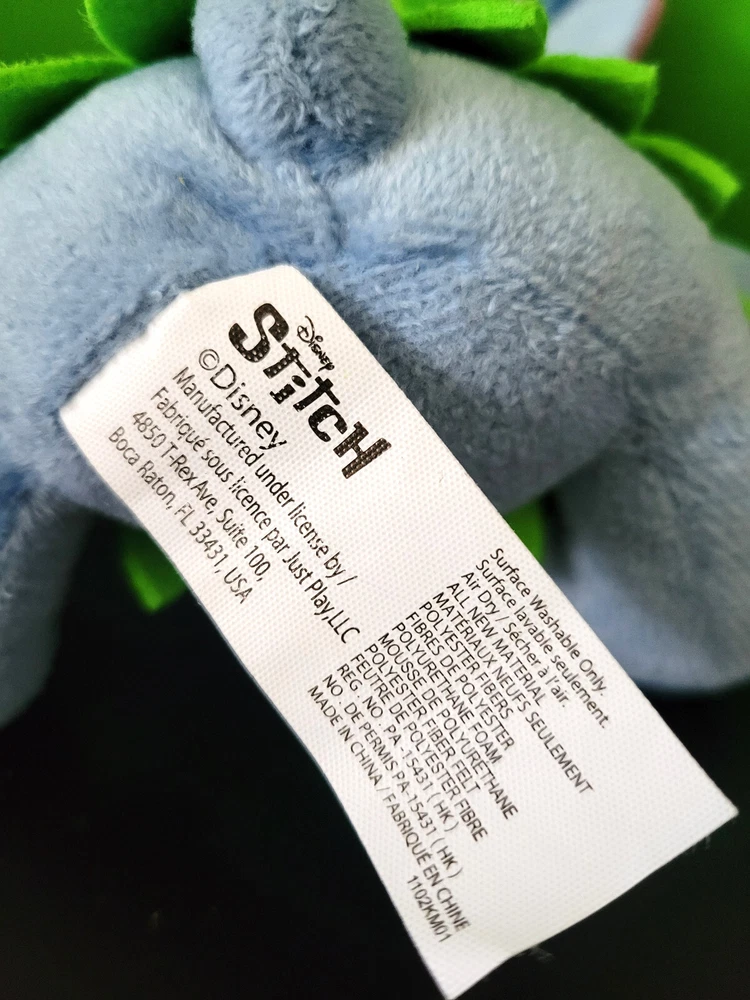 Disney
Stitch
©Disney
Manufactured under license by /
Fabriqué sous licence par Just Play,LLC
4850 T-Rex Ave, Suite 100,
Boca Raton, FL 33431, USA
Surface Washable Only.
Surface lavable seulement.
Air Dry / Sécher à l'air.
ALL NEW MATERIAL
MATÉRIAUX NEUFS SEULEMENT
POLYESTER FIBERS
FIBRES DE POLYESTER
POLYURETHANE FOAM
MOUSSE DE POLYURETHANE
POLYESTER FIBER FELT
FEUTRE DE POLYESTER FIBRE
REG. NO. PA-15431 ( HK )
NO . DE PERMIS PA-15431 ( HK )
MADE IN CHINA / FABRIQUÉ EN CHINE
1102KM01